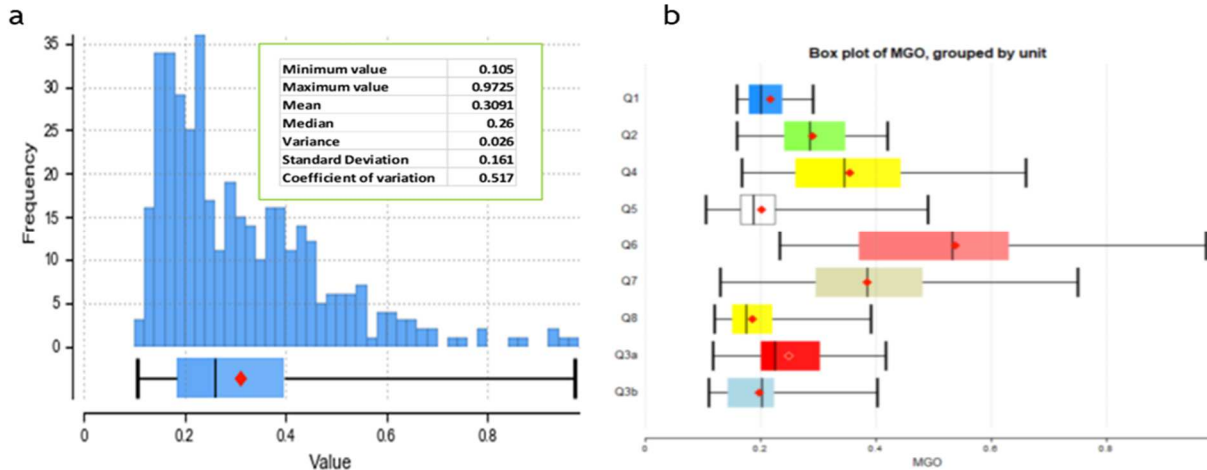 a
35
30
25
20
15
10
5
0
Frequency
Minimum value 0.105
Maximum value 0.9725
Mean 0.3091
Median 0.26
Variance 0.026
Standard Deviation 0.161
Coefficient of variation 0.517
0 0.2 0.4 0.6 0.8
Value
b
Box plot of MGO, grouped by unit
Q1
Q2
Q4
Q5
Q6
Q7
Q8
Q3a
Q3b
0 0.2 0.4 0.6 0.8
MGO